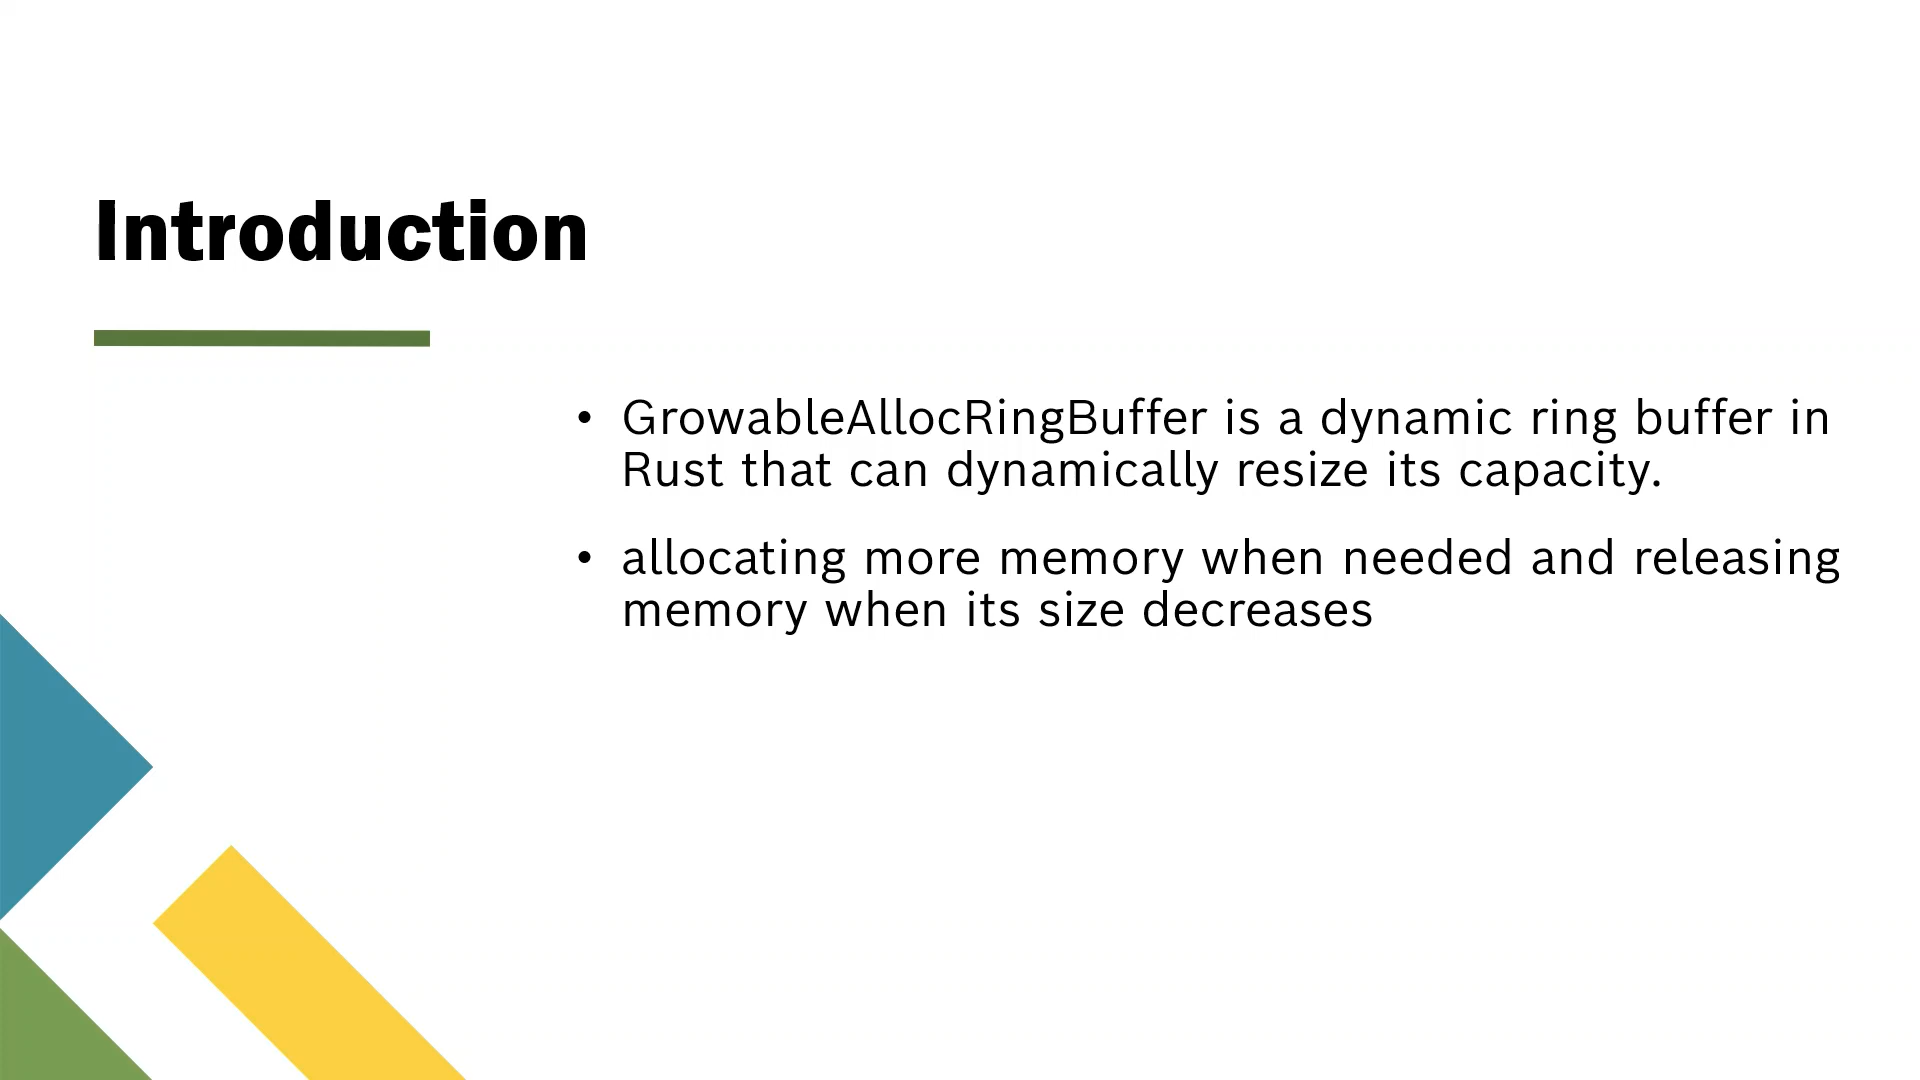 Introduction
• GrowableAllocRingBuffer is a dynamic ring buffer in
Rust that can dynamically resize its capacity.
• allocating more memory when needed and releasing
memory when its size decreases